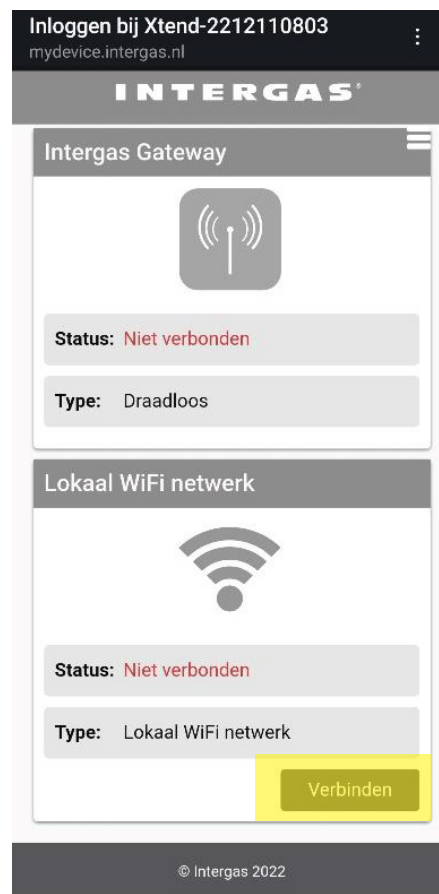 Inloggen bij Xtend-2212110803
mydevice.intergas.nl
INTERGAS
Intergas Gateway
Status: Niet verbonden
Type: Draadloos
Lokaal WiFi netwerk
Status: Niet verbonden
Type: Lokaal WiFi netwerk
Verbinden
© Intergas 2022